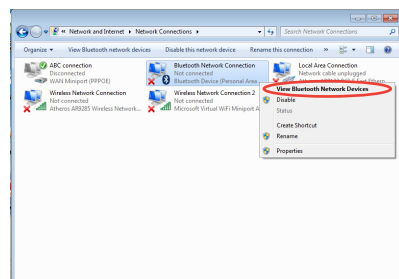 « Network and Internet ▸ Network Connections ▸
Search Network Connections
Organize ▾ View Bluetooth network devices Disable this network device Rename this connection »
ABC connection
Disconnected
WAN Miniport (PPPOE)
Bluetooth Network Connection
Not connected
Bluetooth Device (Personal Area
Local Area Connection
Network cable unplugged
Wireless Network Connection
Not connected
Atheros AR9285 Wireless Network...
Wireless Network Connection 2
Not connected
Microsoft Virtual WiFi Miniport A
View Bluetooth Network Devices
Disable
Status
Create Shortcut
Rename
Properties